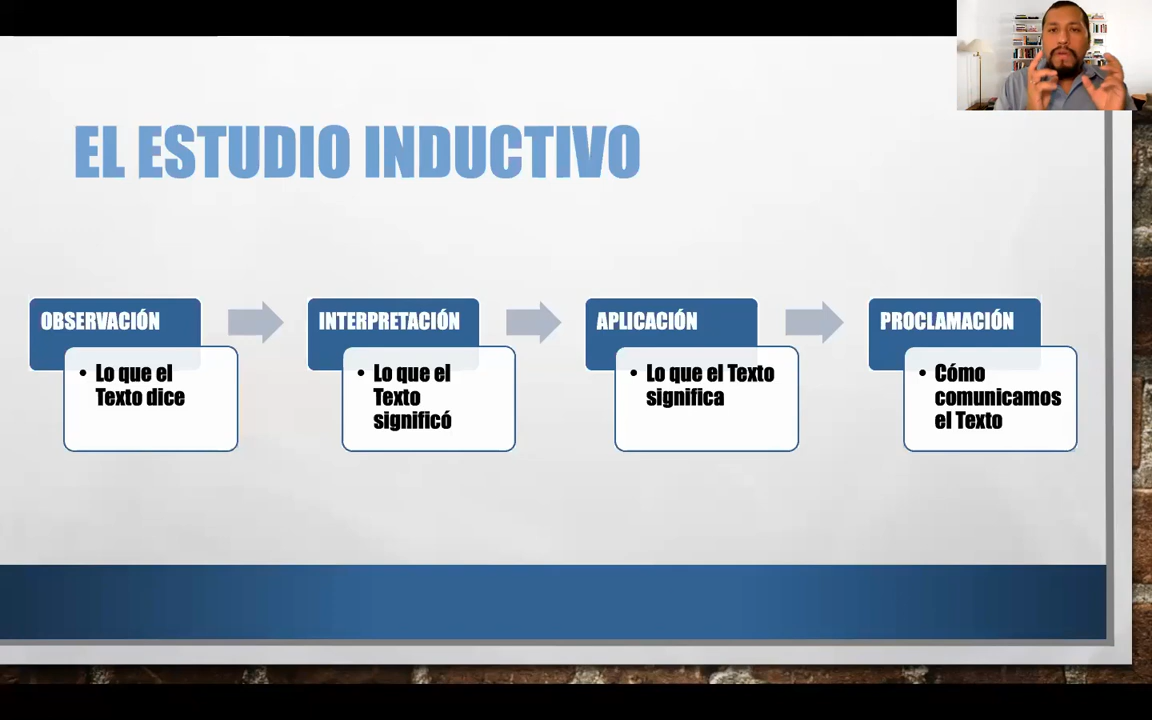 EL ESTUDIO INDUCTIVO
OBSERVACIÓN
• Lo que el
Texto dice
INTERPRETACIÓN
• Lo que el
Texto
significó
APLICACIÓN
• Lo que el Texto
significa
PROCLAMACIÓN
• Cómo
comunicamos
el Texto